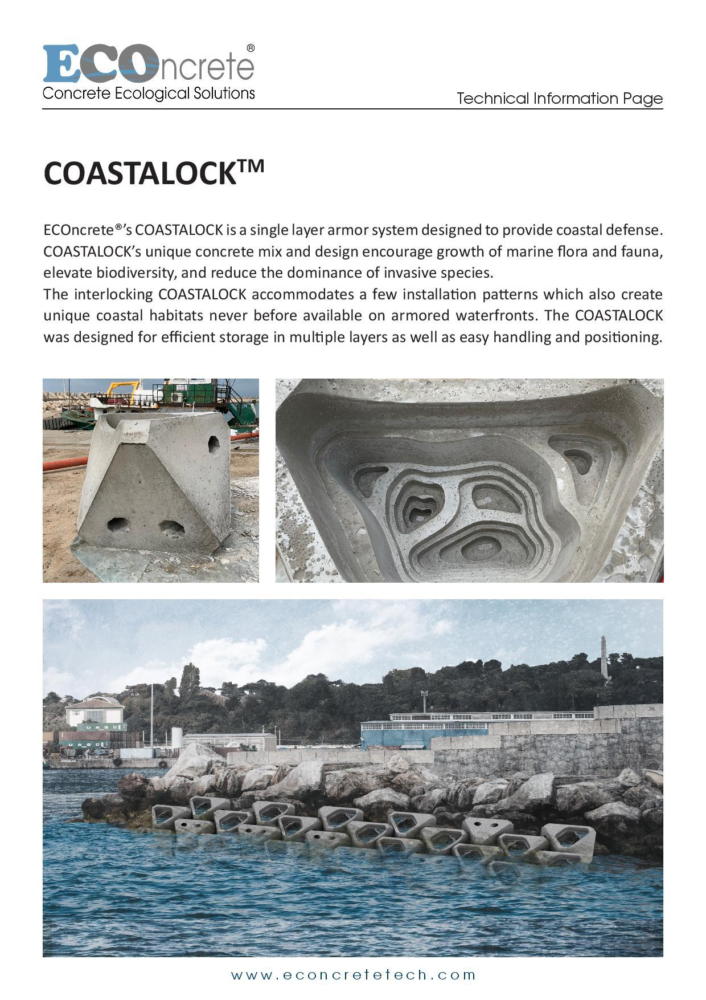 ECOncrete®
Concrete Ecological Solutions
Technical Information Page
COASTALOCK™
ECOncrete®’s COASTALOCK is a single layer armor system designed to provide coastal defense.
COASTALOCK’s unique concrete mix and design encourage growth of marine flora and fauna,
elevate biodiversity, and reduce the dominance of invasive species.
The interlocking COASTALOCK accommodates a few installation patterns which also create
unique coastal habitats never before available on armored waterfronts. The COASTALOCK
was designed for efficient storage in multiple layers as well as easy handling and positioning.
UASC
UASC
DOGUKAN
www.econcretetech.com